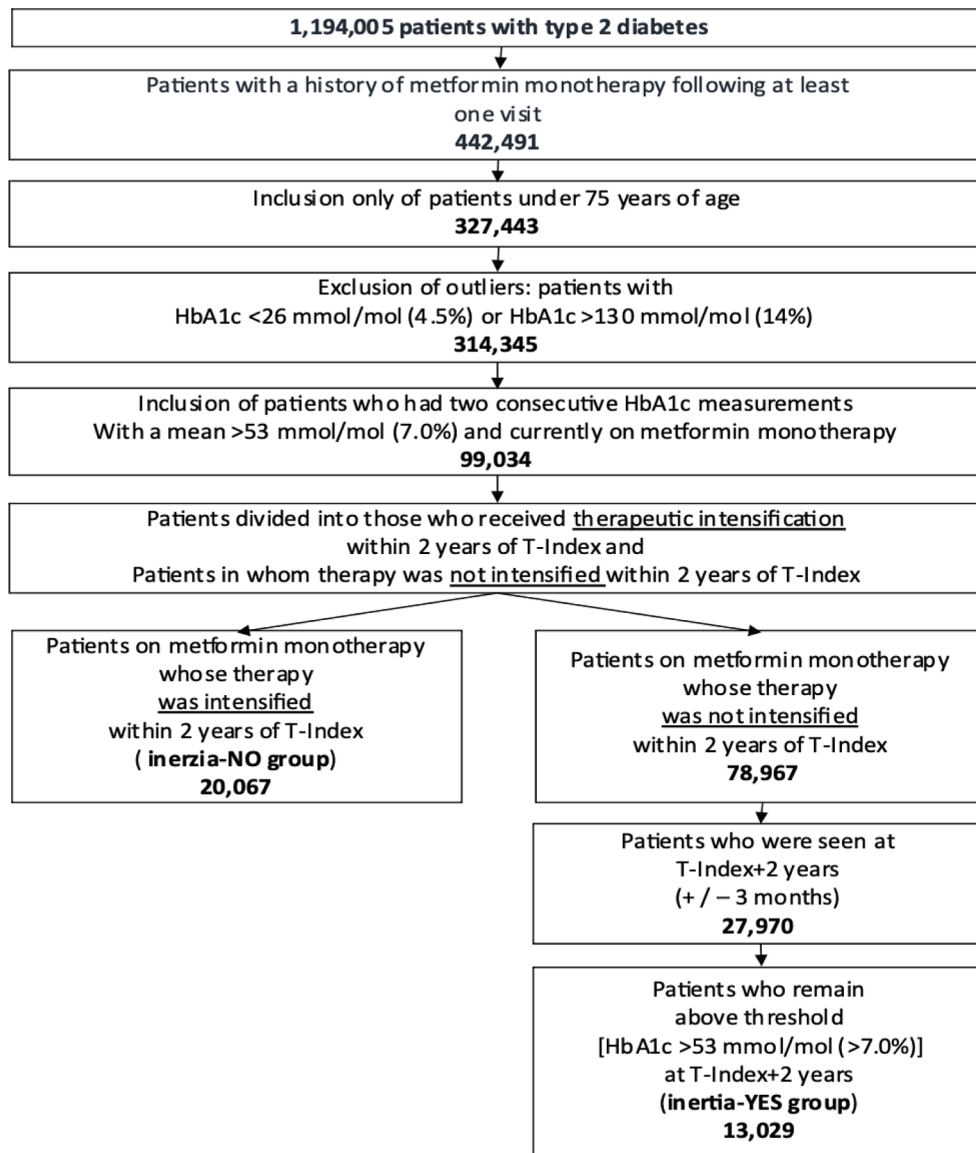 1,194,005 patients with type 2 diabetes
Patients with a history of metformin monotherapy following at least
one visit
442,491
Inclusion only of patients under 75 years of age
327,443
Exclusion of outliers: patients with
HbA1c <26 mmol/mol (4.5%) or HbA1c >130 mmol/mol (14%)
314,345
Inclusion of patients who had two consecutive HbA1c measurements
With a mean >53 mmol/mol (7.0%) and currently on metformin monotherapy
99,034
Patients divided into those who received therapeutic intensification
within 2 years of T-Index and
Patients in whom therapy was not intensified within 2 years of T-Index
Patients on metformin monotherapy
whose therapy
was intensified
within 2 years of T-Index
( inerzia-NO group)
20,067
Patients on metformin monotherapy
whose therapy
was not intensified
within 2 years of T-Index
78,967
Patients who were seen at
T-Index+2 years
(+ / – 3 months)
27,970
Patients who remain
above threshold
[HbA1c >53 mmol/mol (>7.0%)]
at T-Index+2 years
(inertia-YES group)
13,029